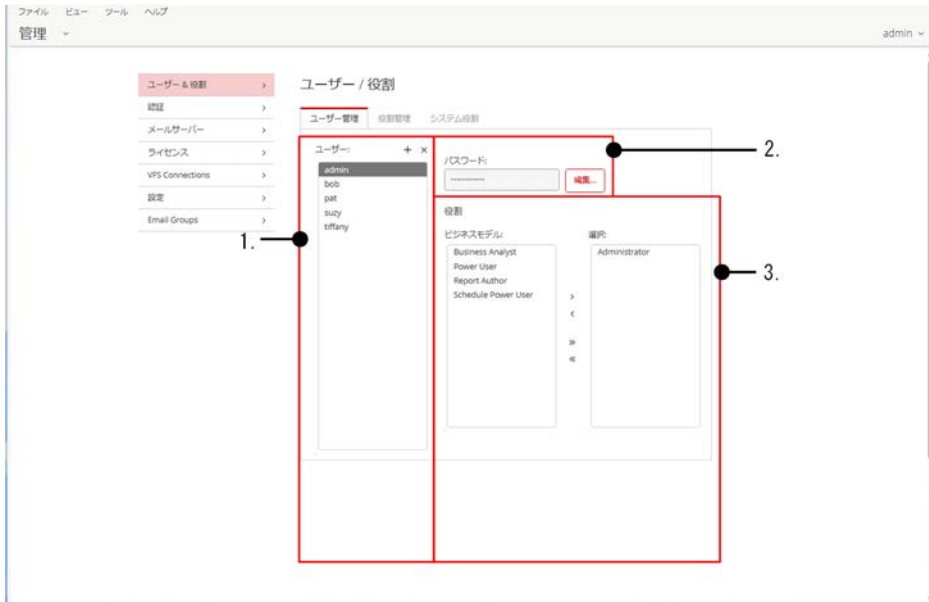 ファイル ビュー ツール ヘルプ
管理
admin
ユーザー & 役割
認証
メールサーバー
ライセンス
VFS Connections
設定
Email Groups
ユーザー / 役割
ユーザー管理 役割管理 システム役割
ユーザー: + ×
admin
bob
pat
suzy
tiffany
パスワード:
編集...
役割
ビジネスモデル: 選択:
Business Analyst
Power User
Report Author
Schedule Power User
Administrator
1.
2.
3.